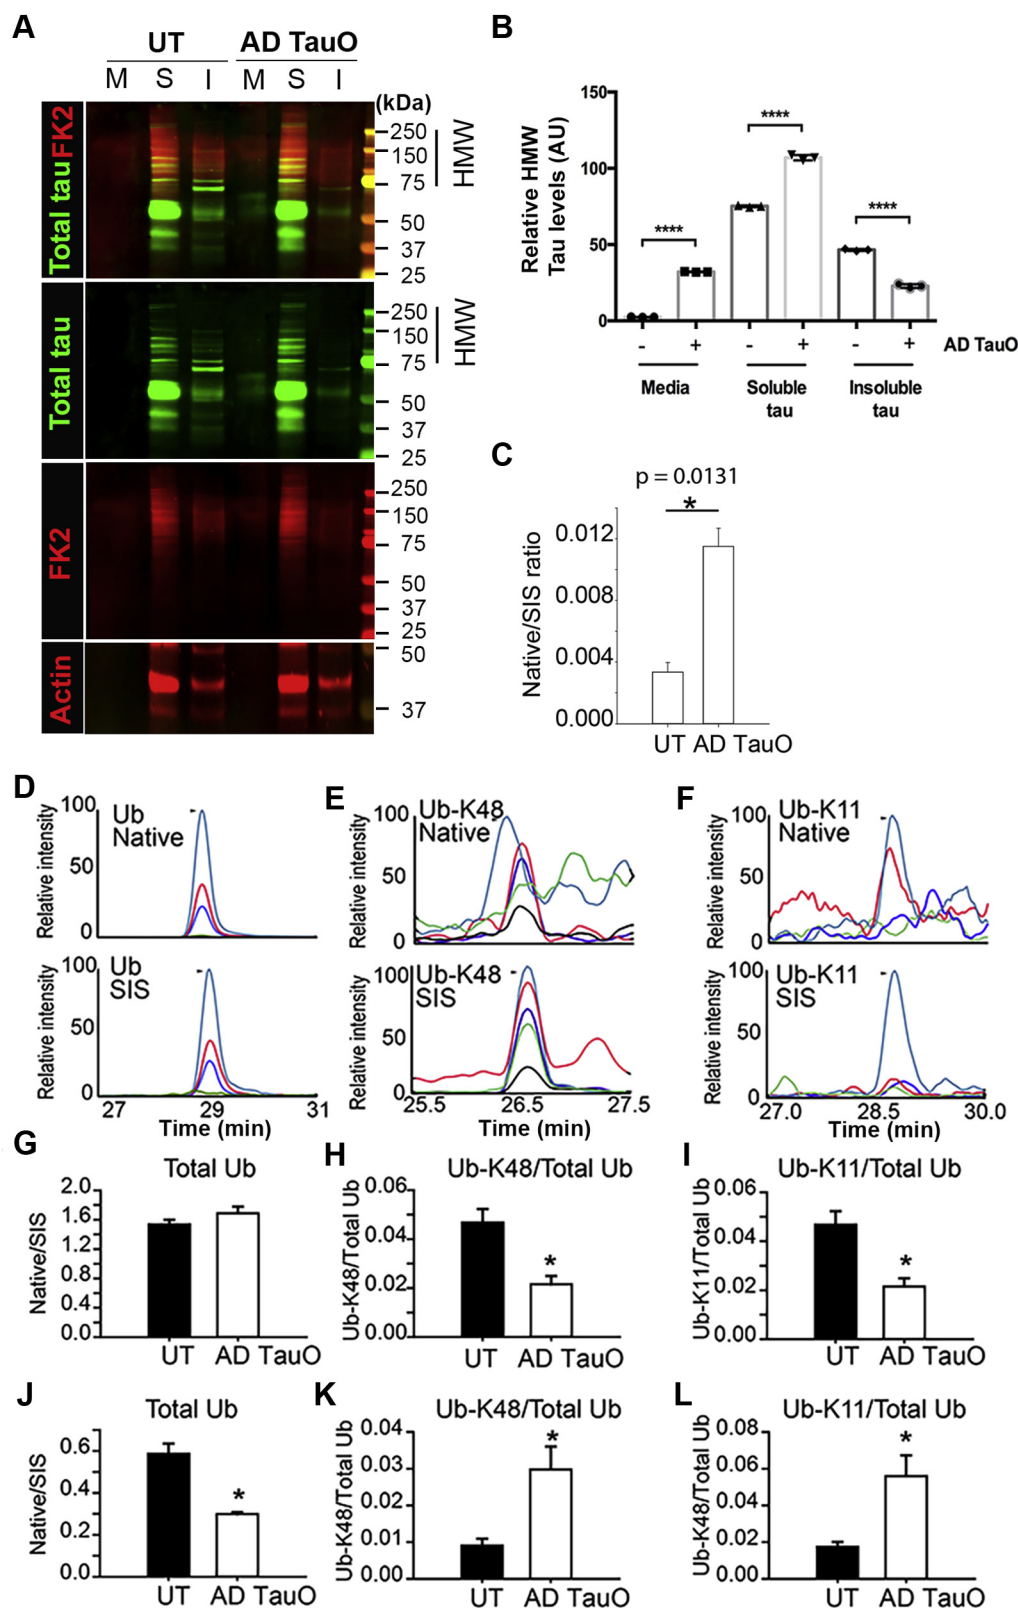 A
UT
AD TauO
M S I M S I
(kDa)
Total tau FK2
250
150
75
50
37
25
HMW
Total tau
250
150
75
50
37
25
HMW
FK2
250
150
75
50
37
25
Actin
50
37
B
Relative HMW
Tau levels (AU)
150
100
50
0
**** **** ****
- + - + - + AD TauO
Media
Soluble
tau
Insoluble
tau
C
p = 0.0131
*
Native/SIS ratio
0.012
0.008
0.004
0.000
UT AD TauO
D
Relative intensity
100
50
0
Ub
Native
Relative intensity
100
50
0
Ub
SIS
27 29 31
Time (min)
E
Relative intensity
100
50
0
Ub-K48
Native
Relative intensity
100
50
0
Ub-K48
SIS
25.5 26.5 27.5
Time (min)
F
Relative intensity
100
50
0
Ub-K11
Native
Relative intensity
100
50
0
Ub-K11
SIS
27.0 28.5 30.0
Time (min)
G
Total Ub
Native/SIS
2.0
1.6
1.2
0.8
0.4
0.0
UT AD TauO
H
Ub-K48/Total Ub
Ub-K48/Total Ub
0.06
0.04
0.02
0.00
*
UT AD TauO
I
Ub-K11/Total Ub
Ub-K11/Total Ub
0.06
0.04
0.02
0.00
*
UT AD TauO
J
Total Ub
Native/SIS
0.6
0.4
0.2
0.0
*
UT AD TauO
K
Ub-K48/Total Ub
Ub-K48/Total Ub
0.04
0.03
0.02
0.01
0.00
*
UT AD TauO
L
Ub-K11/Total Ub
Ub-K48/Total Ub
0.08
0.06
0.04
0.02
0.00
*
UT AD TauO